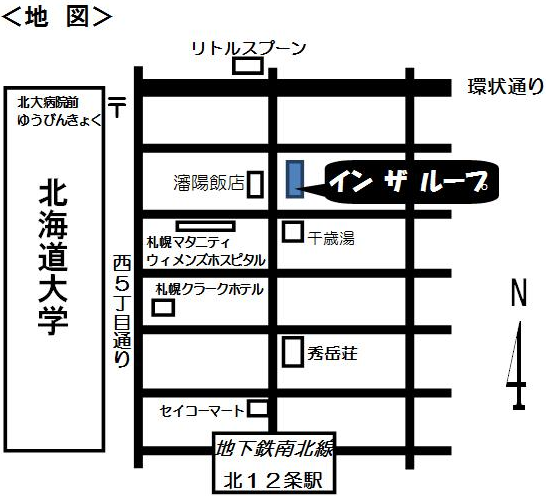 ＜地 図＞
リトルスプーン
環状通り
北大病院前
ゆうびんきょく
〒
瀋陽飯店
イン ザ ループ
北海道大学
千歳湯
札幌マタニティ
ウィメンズホスピタル
西５丁目通り
札幌クラークホテル
N
秀岳荘
セイコーマート
地下鉄南北線
北１２条駅